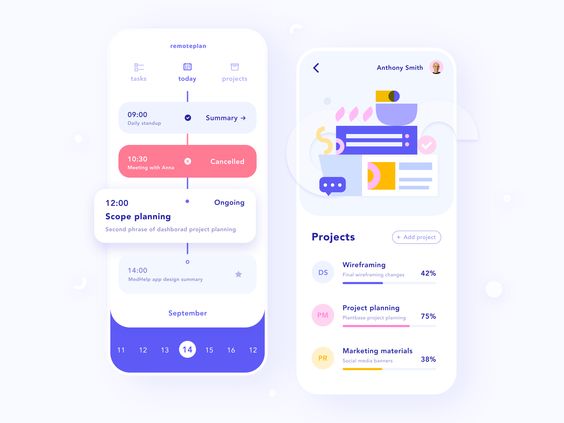 remoteplan
tasks
today
projects
09:00
Daily standup
Summary →
10:30
Meeting with Anna
Cancelled
12:00
Ongoing
Scope planning
Second phrase of dashborad project planning
14:00
MedHelp app design summary
September
11 12 13 14 15 16 12
Anthony Smith
Projects
+ Add project
DS
Wireframing
Final wireframing changes
42%
PM
Project planning
Plantbase project planning
75%
PR
Marketing materials
Social media banners
38%